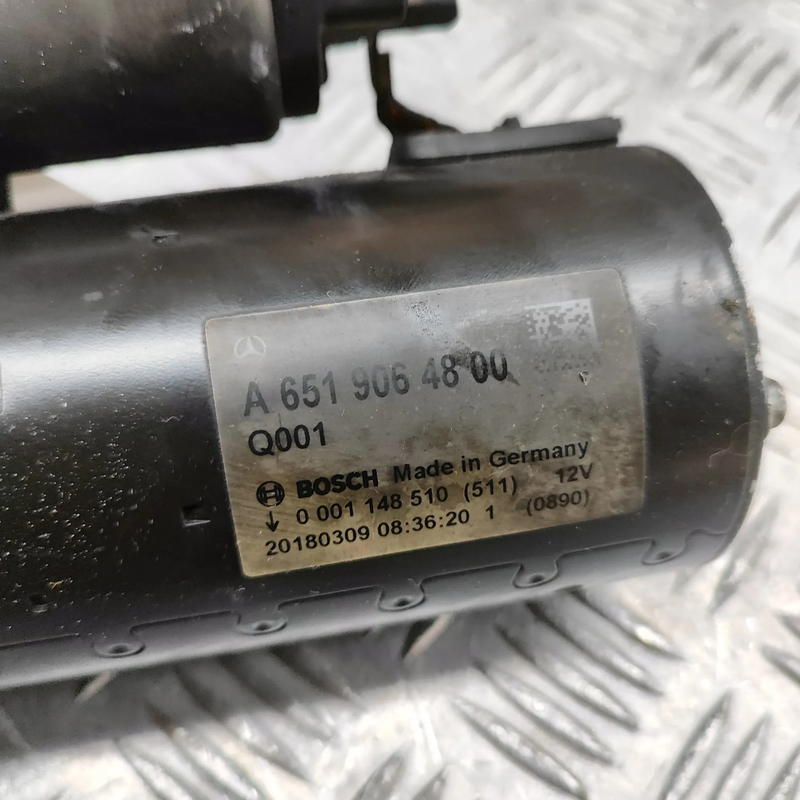 A 651 906 48 00
Q001
BOSCH Made in Germany
0 001 148 510 (511) 12V
20180309 08:36:20 1 (0890)